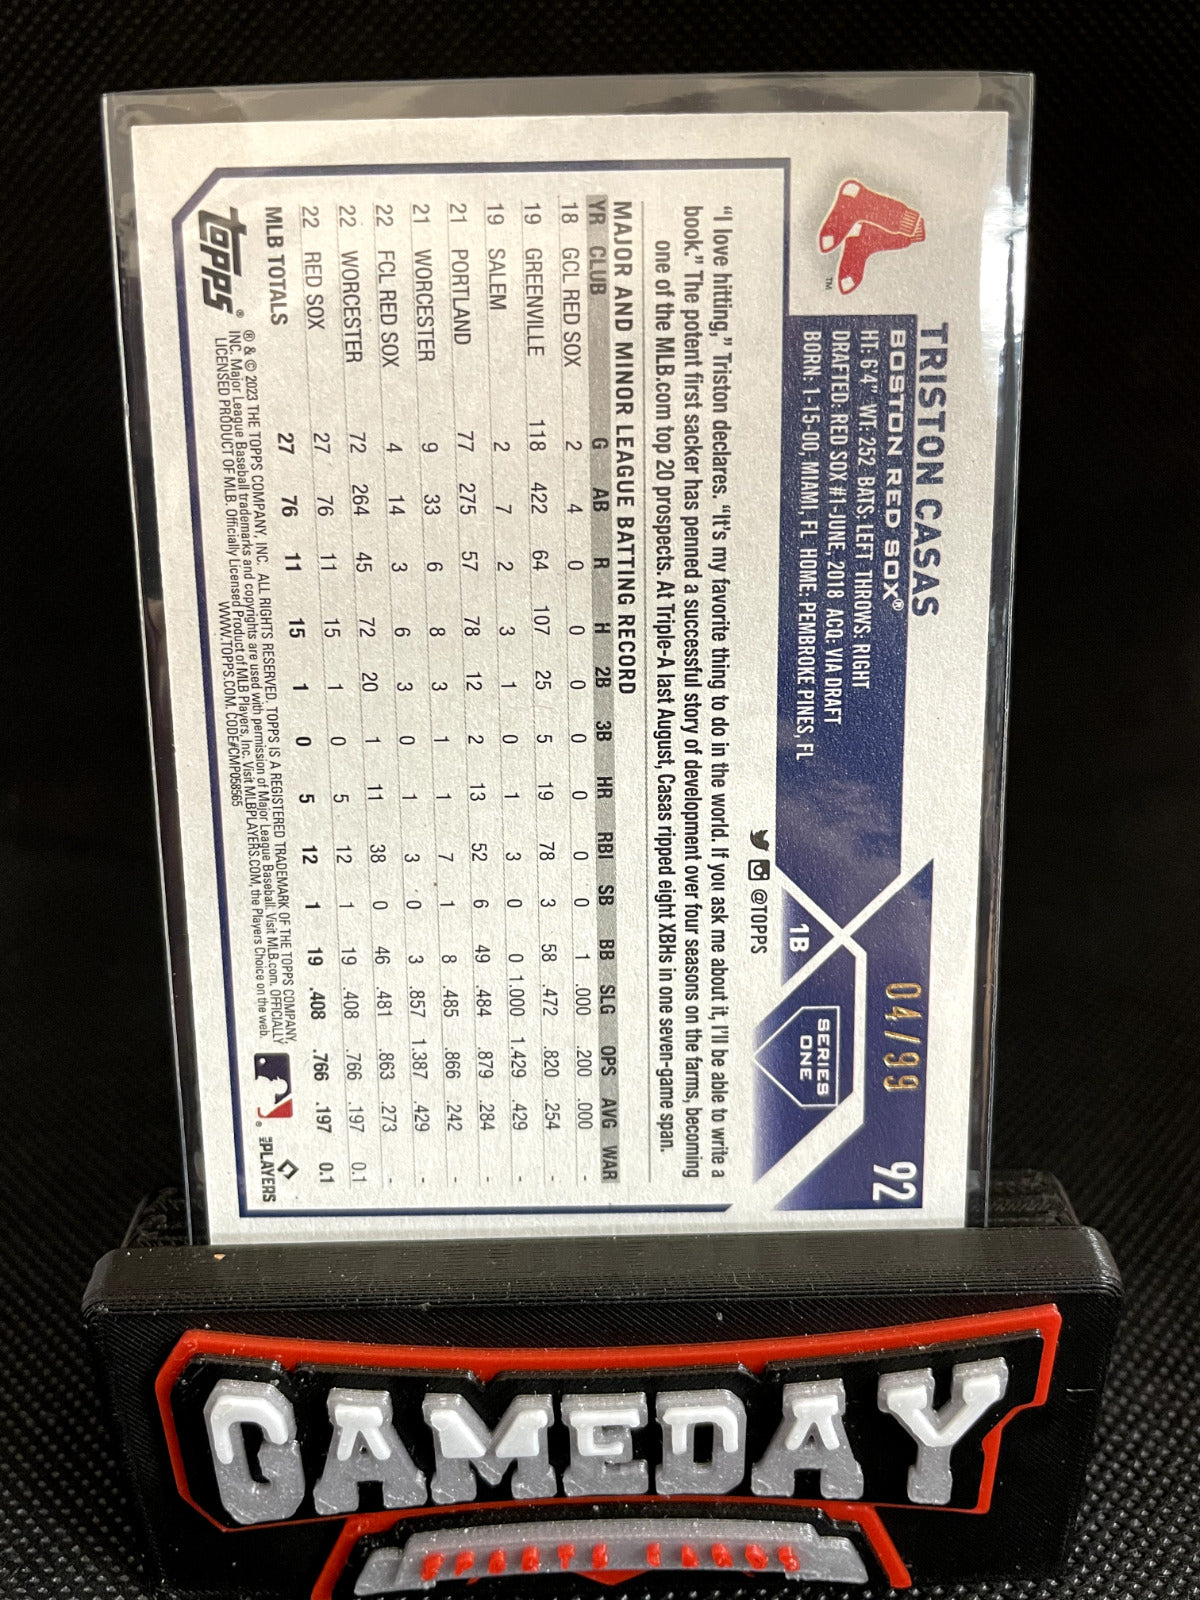 04/99
92
TRISTON CASAS
BOSTON RED SOX®
HT: 6'4" WT: 252 BATS: LEFT THROWS: RIGHT
DRAFTED: RED SOX #1-JUNE, 2018 ACQ: VIA DRAFT
BORN: 1-15-00, MIAMI, FL HOME: PEMBROKE PINES, FL
TM
1B
SERIES
ONE
@TOPPS
"I love hitting," Triston declares. "It's my favorite thing to do in the world. If you ask me about it, I'll be able to write a
book." The potent first sacker has penned a successful story of development over four seasons on the farms, becoming
one of the MLB.com top 20 prospects. At Triple-A last August, Casas ripped eight XBHs in one seven-game span.
MAJOR AND MINOR LEAGUE BATTING RECORD
YR CLUB G AB R H 2B 3B HR RBI SB BB SLG OPS AVG WAR
18 GCL RED SOX 2 4 0 0 0 0 0 0 0 1 .000 .200 .000 -
19 GREENVILLE 118 422 64 107 25 5 19 78 3 58 .472 .820 .254 -
19 SALEM 2 7 2 3 1 0 1 3 0 0 1.000 1.429 .429 -
21 PORTLAND 77 275 57 78 12 2 13 52 6 49 .484 .879 .284 -
21 WORCESTER 9 33 6 8 3 1 1 7 1 8 .485 .866 .242 -
22 FCL RED SOX 4 14 3 6 3 0 1 3 0 3 .857 1.387 .429 -
22 WORCESTER 72 264 45 72 20 1 11 38 0 46 .481 .863 .273 -
22 RED SOX 27 76 11 15 1 0 5 12 1 19 .408 .766 .197 0.1
MLB TOTALS 27 76 11 15 1 0 5 12 1 19 .408 .766 .197 0.1
topps®
® & © 2023 THE TOPPS COMPANY, INC. ALL RIGHTS RESERVED. TOPPS IS A REGISTERED TRADEMARK OF THE TOPPS COMPANY,
INC. Major League Baseball trademarks and copyrights are used with permission of Major League Baseball. Visit MLB.com. OFFICIALLY
LICENSED PRODUCT OF MLB. Officially Licensed Product of MLB Players, Inc. Visit MLBPLAYERS.COM, the Players Choice on the web.
WWW.TOPPS.COM. CODE#CMP058565
®
MLBPLAYERS
GAMEDAY
SPORTS CARDS